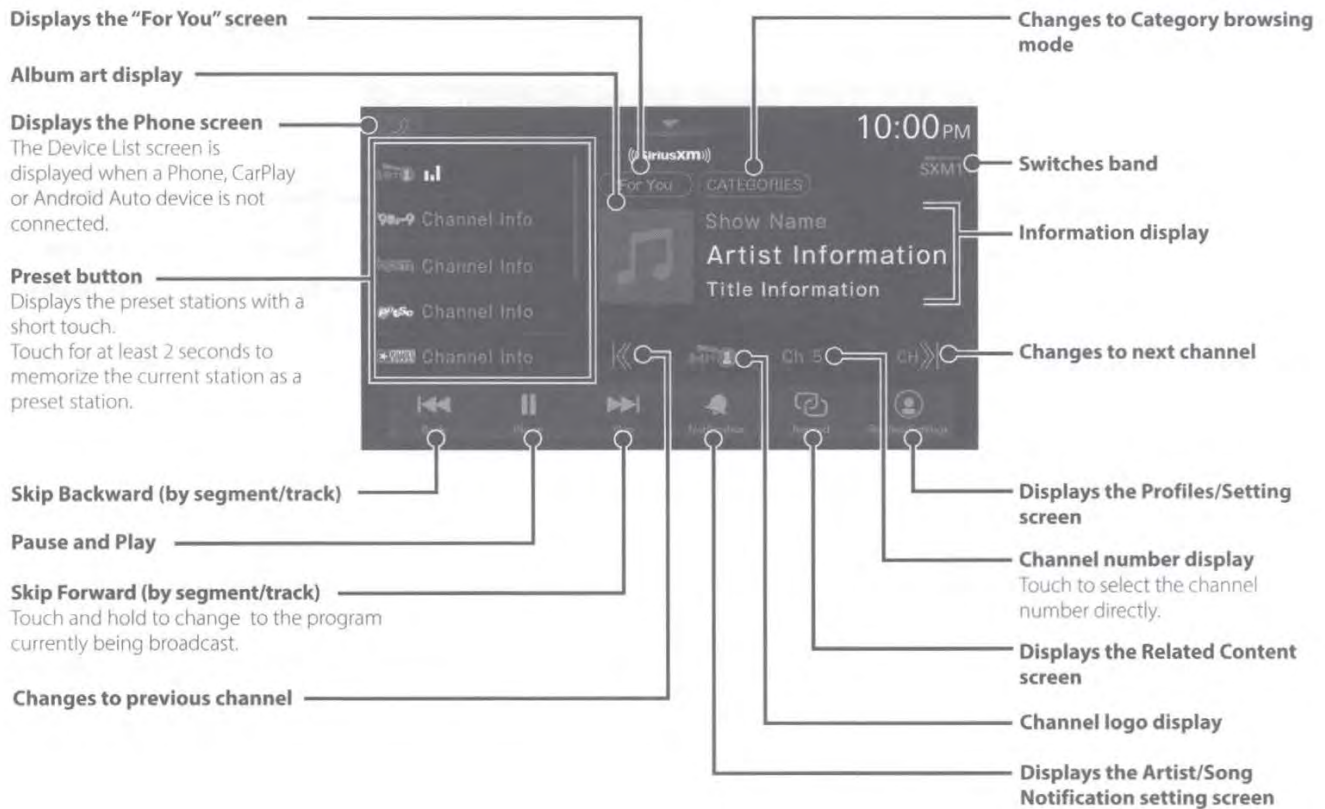 Displays the “For You” screen
Album art display
Displays the Phone screen
The Device List screen is
displayed when a Phone, CarPlay
or Android Auto device is not
connected.
Preset button
Displays the preset stations with a
short touch.
Touch for at least 2 seconds to
memorize the current station as a
preset station.
Skip Backward (by segment/track)
Pause and Play
Skip Forward (by segment/track)
Touch and hold to change to the program
currently being broadcast.
Changes to previous channel
10:00PM
((SiriusXM))
SXM1
For You
CATEGORIES
Channel Info
Channel Info
Channel Info
Channel Info
Show Name
Artist Information
Title Information
Ch 5
CH
Changes to Category browsing
mode
Switches band
Information display
Changes to next channel
Displays the Profiles/Setting
screen
Channel number display
Touch to select the channel
number directly.
Displays the Related Content
screen
Channel logo display
Displays the Artist/Song
Notification setting screen